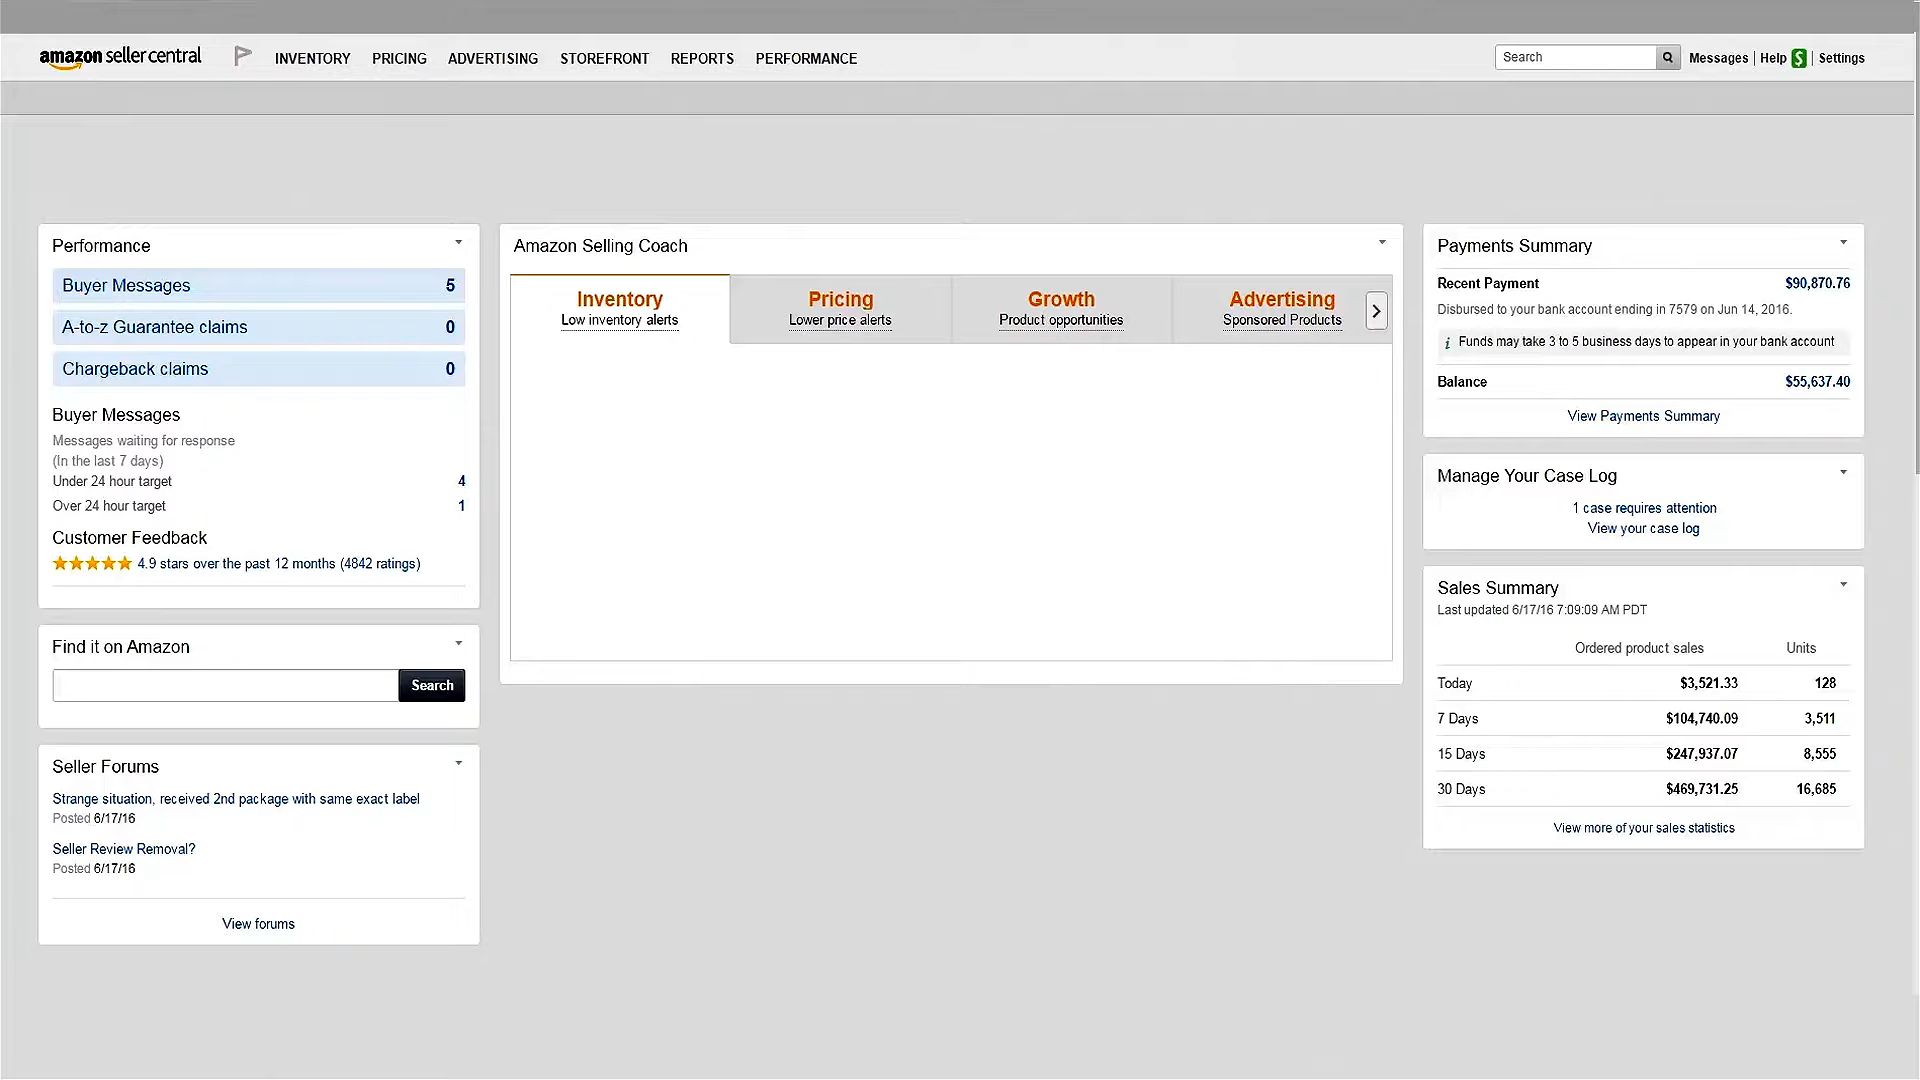 amazon seller central
INVENTORY PRICING ADVERTISING STOREFRONT REPORTS PERFORMANCE
Search
Messages | Help $ | Settings
Performance
Buyer Messages 5
A-to-z Guarantee claims 0
Chargeback claims 0
Buyer Messages
Messages waiting for response
(In the last 7 days)
Under 24 hour target 4
Over 24 hour target 1
Customer Feedback
4.9 stars over the past 12 months (4842 ratings)
Find it on Amazon
Search
Seller Forums
Strange situation, received 2nd package with same exact label
Posted 6/17/16
Seller Review Removal?
Posted 6/17/16
View forums
Amazon Selling Coach
Inventory Pricing Growth Advertising
Low inventory alerts Lower price alerts Product opportunities Sponsored Products
Payments Summary
Recent Payment $90,870.76
Disbursed to your bank account ending in 7579 on Jun 14, 2016.
i Funds may take 3 to 5 business days to appear in your bank account
Balance $55,637.40
View Payments Summary
Manage Your Case Log
1 case requires attention
View your case log
Sales Summary
Last updated 6/17/16 7:09:09 AM PDT
Ordered product sales Units
Today $3,521.33 128
7 Days $104,740.09 3,511
15 Days $247,937.07 8,555
30 Days $469,731.25 16,685
View more of your sales statistics